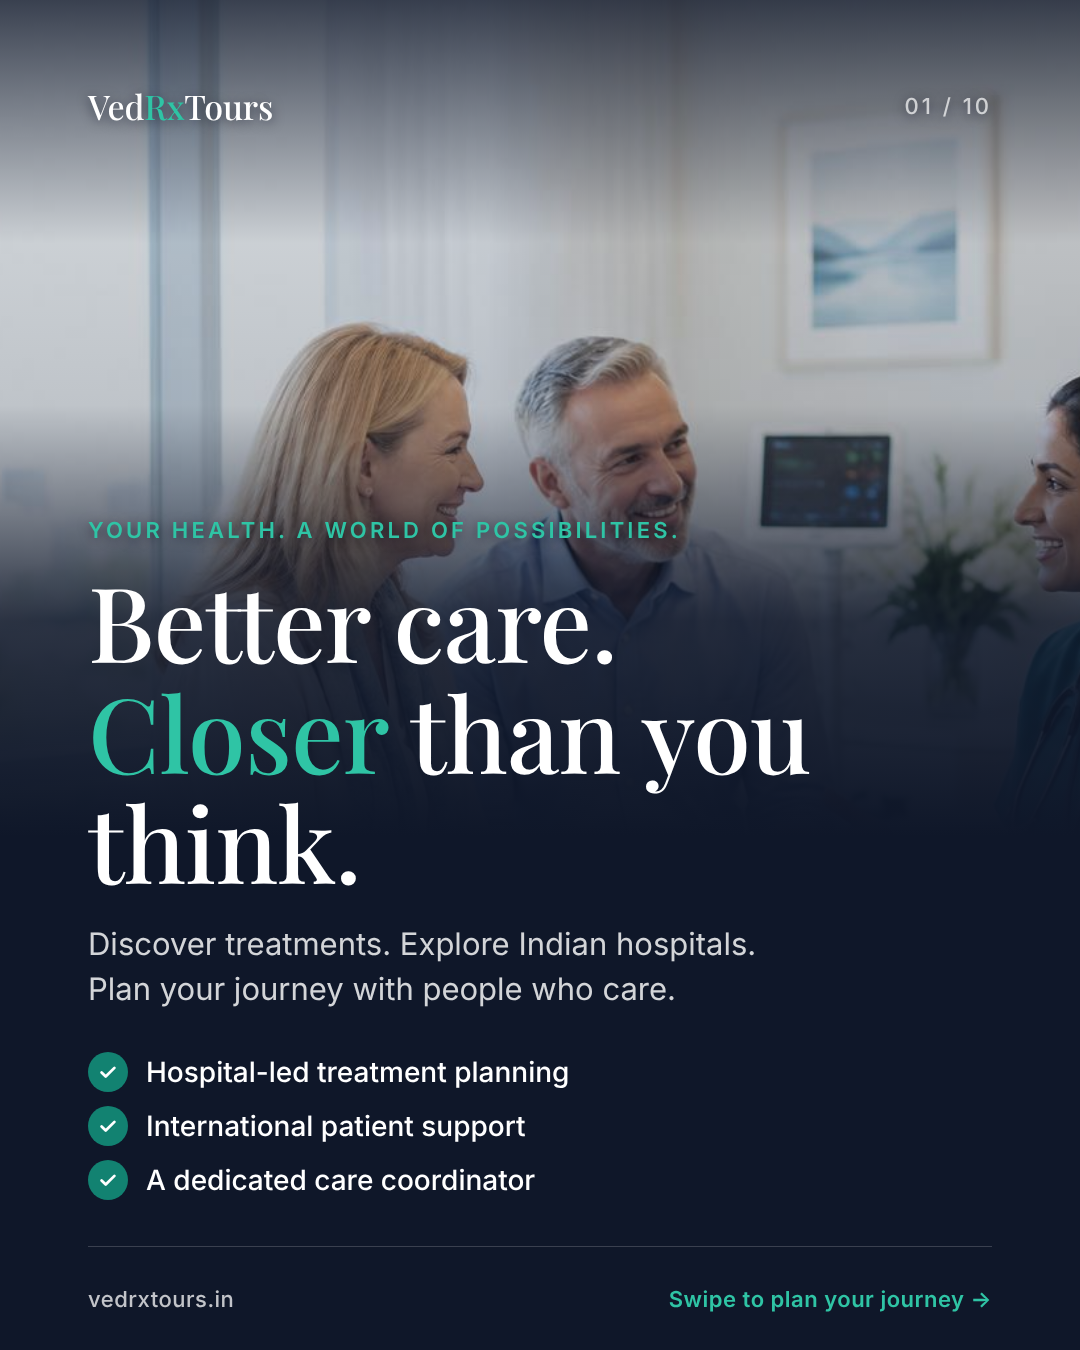 VedRxTours
01 / 10
YOUR HEALTH. A WORLD OF POSSIBILITIES.
Better care.
Closer than you
think.
Discover treatments. Explore Indian hospitals.
Plan your journey with people who care.
Hospital-led treatment planning
International patient support
A dedicated care coordinator
vedrxtours.in
Swipe to plan your journey →